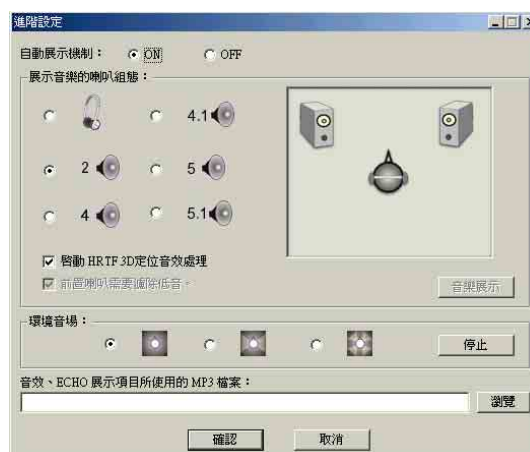 進階設定
自動展示機制： ON OFF
展示音樂的喇叭組態：
4.1
2 5
4 5.1
啟動 HRTF 3D定位音效處理
前置喇叭需要濾除低音。
音樂展示
環境音場：
停止
音效、ECHO 展示項目所使用的 MP3 檔案：
瀏覽
確認 取消